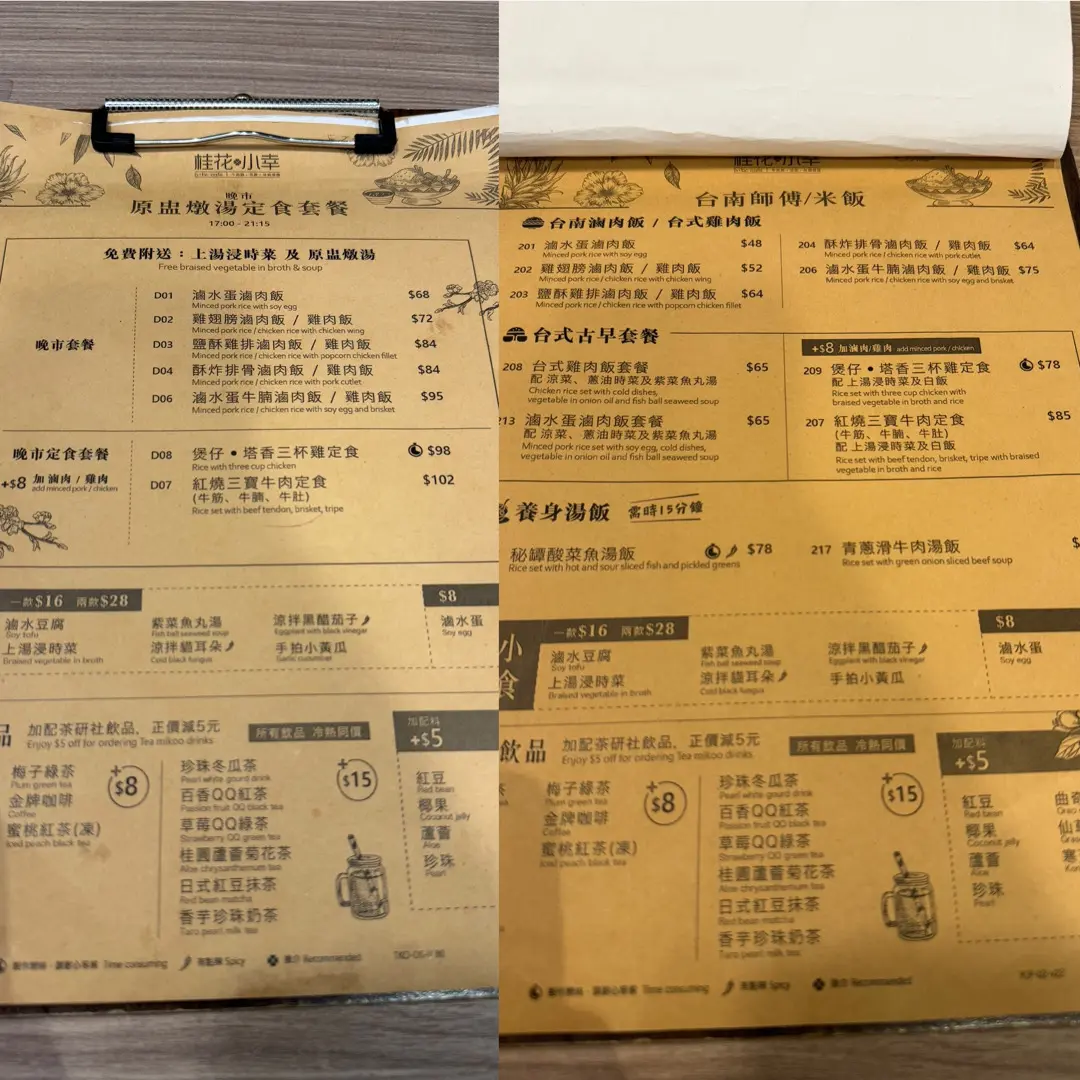 桂花小幸
晚市
原盅燉湯定食套餐
17:00 - 21:15
免費附送：上湯浸時菜 及 原盅燉湯
Free braised vegetable in broth & soup
晚市套餐
D01 滷水蛋滷肉飯 $68
Minced pork rice with soy egg
D02 雞翅膀滷肉飯 / 雞肉飯 $72
Minced pork rice / chicken rice with chicken wing
D03 鹽酥雞排滷肉飯 / 雞肉飯 $84
Minced pork rice / chicken rice with popcorn chicken fillet
D04 酥炸排骨滷肉飯 / 雞肉飯 $84
Minced pork rice / chicken rice with pork cutlet
D06 滷水蛋牛腩滷肉飯 / 雞肉飯 $95
Minced pork rice / chicken rice with soy egg and brisket
晚市定食套餐
+$8 加滷肉 / 雞肉
add minced pork / chicken
D08 煲仔 • 塔香三杯雞定食 $98
Rice with three cup chicken
D07 紅燒三寶牛肉定食 $102
(牛筋、牛腩、牛肚)
Rice set with beef tendon, brisket, tripe
一款$16 兩款$28
$8
滷水豆腐 紫菜魚丸湯 涼拌黑醋茄子 滷水蛋
Soy tofu Fish ball seaweed soup Eggplant with black vinegar Soy egg
上湯浸時菜 涼拌貓耳朵 手拍小黃瓜
Braised vegetable in broth Cold black fungus Garlic cucumber
品 加配茶研社飲品，正價減5元
Enjoy $5 off for ordering Tea mikoo drinks
所有飲品 冷熱同價
加配料
+$5
梅子綠茶
Plum green tea
金牌咖啡
Coffee
蜜桃紅茶(凍)
Iced peach black tea
+$8
珍珠冬瓜茶
Pearl white gourd drink
百香QQ紅茶
Passion fruit QQ black tea
草莓QQ綠茶
Strawberry QQ green tea
桂圓蘆薈菊花茶
Aloe chrysanthemum tea
日式紅豆抹茶
Red bean matcha
香芋珍珠奶茶
Taro pearl milk tea
+$15
紅豆
Red bean
椰果
Coconut jelly
蘆薈
Aloe
珍珠
Pearl
Time consuming 有點辣 Spicy 推介 Recommended
桂花小幸
台南師傅/米飯
台南滷肉飯 / 台式雞肉飯
201 滷水蛋滷肉飯 $48
Minced pork rice with soy egg
202 雞翅膀滷肉飯 / 雞肉飯 $52
Minced pork rice / chicken rice with chicken wing
203 鹽酥雞排滷肉飯 / 雞肉飯 $64
Minced pork rice / chicken rice with popcorn chicken fillet
204 酥炸排骨滷肉飯 / 雞肉飯 $64
Minced pork rice / chicken rice with pork cutlet
206 滷水蛋牛腩滷肉飯 / 雞肉飯 $75
Minced pork rice / chicken rice with soy egg and brisket
台式古早套餐
208 台式雞肉飯套餐 $65
配 涼菜、蔥油時菜及紫菜魚丸湯
Chicken rice set with cold dishes,
vegetable in onion oil and fish ball seaweed soup
213 滷水蛋滷肉飯套餐 $65
配 涼菜、蔥油時菜及紫菜魚丸湯
Minced pork rice set with soy egg, cold dishes,
vegetable in onion oil and fish ball seaweed soup
+$8 加滷肉/雞肉 add minced pork / chicken
209 煲仔 • 塔香三杯雞定食 $78
配 上湯浸時菜及白飯
Rice set with three cup chicken with
braised vegetable in broth and rice
207 紅燒三寶牛肉定食 $85
(牛筋、牛腩、牛肚)
配 上湯浸時菜及白飯
Rice set with beef tendon, brisket, tripe with braised
vegetable in broth and rice
養身湯飯 需時15分鐘
秘罈酸菜魚湯飯 $78
Rice set with hot and sour sliced fish and pickled greens
217 青蔥滑牛肉湯飯 $
Rice set with green onion sliced beef soup
小食
一款$16 兩款$28
$8
滷水豆腐 紫菜魚丸湯 涼拌黑醋茄子 滷水蛋
Soy tofu Fish ball seaweed soup Eggplant with black vinegar Soy egg
上湯浸時菜 涼拌貓耳朵 手拍小黃瓜
Braised vegetable in broth Cold black fungus
飲品 加配茶研社飲品，正價減5元
Enjoy $5 off for ordering Tea mikoo drinks
所有飲品 冷熱同價
加配料
+$5
梅子綠茶
Plum green tea
金牌咖啡
Coffee
蜜桃紅茶(凍)
Iced peach black tea
+$8
珍珠冬瓜茶
Pearl white gourd drink
百香QQ紅茶
Passion fruit QQ black tea
草莓QQ綠茶
Strawberry QQ green tea
桂圓蘆薈菊花茶
Aloe chrysanthemum tea
日式紅豆抹茶
Red bean matcha
香芋珍珠奶茶
Taro pearl milk tea
+$15
紅豆
Red bean
椰果
Coconut jelly
蘆薈
Aloe
珍珠
Pearl
Time consuming 有點辣 Spicy 推介 Recommended